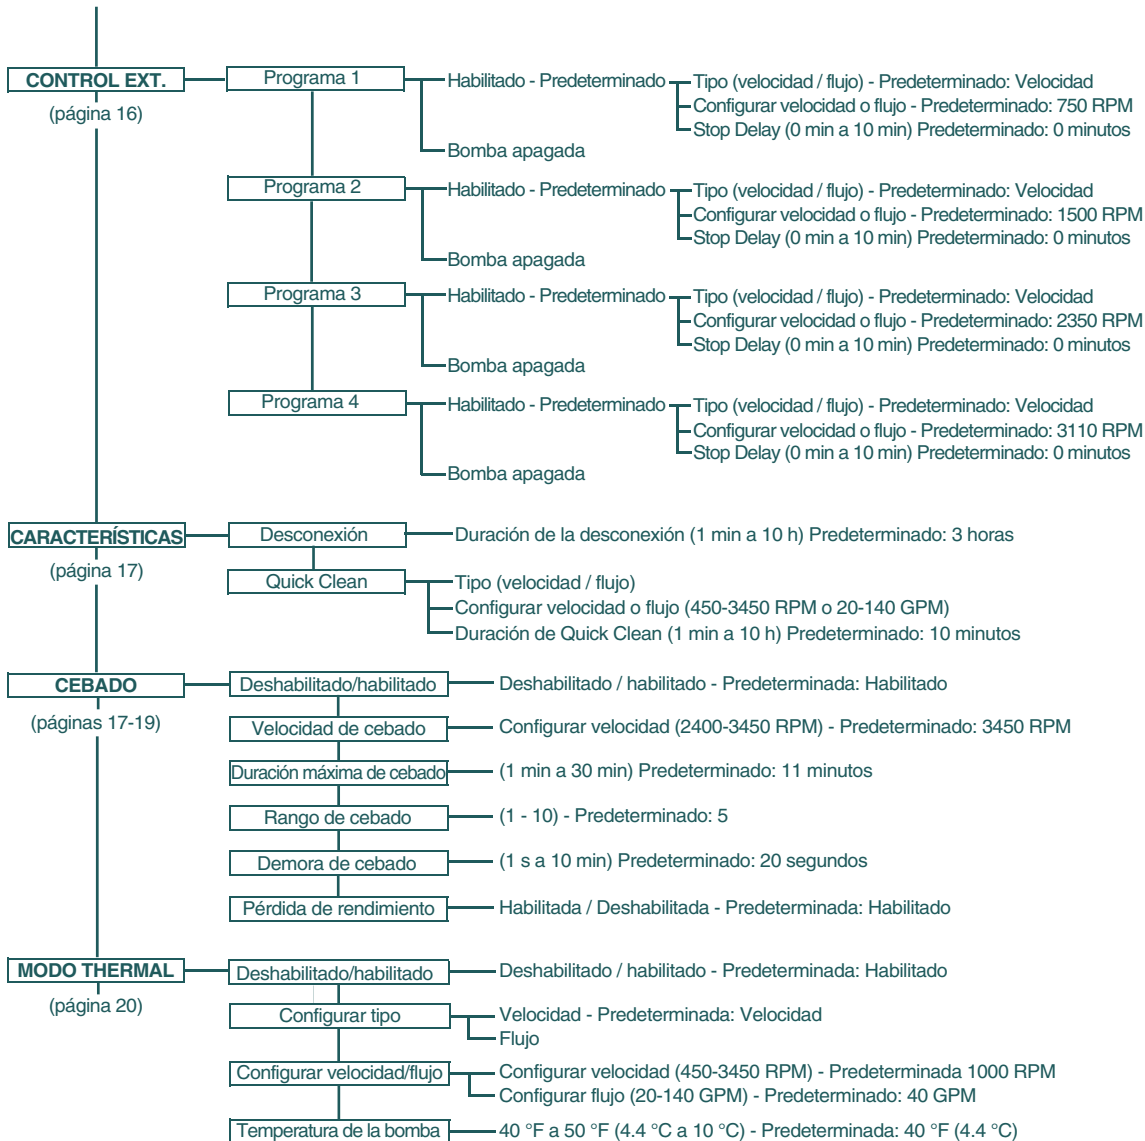 CONTROL EXT.
(página 16)
Programa 1
Habilitado - Predeterminado
Tipo (velocidad / flujo) - Predeterminado: Velocidad
Configurar velocidad o flujo - Predeterminado: 750 RPM
Stop Delay (0 min a 10 min) Predeterminado: 0 minutos
Bomba apagada
Programa 2
Habilitado - Predeterminado
Tipo (velocidad / flujo) - Predeterminado: Velocidad
Configurar velocidad o flujo - Predeterminado: 1500 RPM
Stop Delay (0 min a 10 min) Predeterminado: 0 minutos
Bomba apagada
Programa 3
Habilitado - Predeterminado
Tipo (velocidad / flujo) - Predeterminado: Velocidad
Configurar velocidad o flujo - Predeterminado: 2350 RPM
Stop Delay (0 min a 10 min) Predeterminado: 0 minutos
Bomba apagada
Programa 4
Habilitado - Predeterminado
Tipo (velocidad / flujo) - Predeterminado: Velocidad
Configurar velocidad o flujo - Predeterminado: 3110 RPM
Stop Delay (0 min a 10 min) Predeterminado: 0 minutos
Bomba apagada
CARACTERÍSTICAS
(página 17)
Desconexión
Duración de la desconexión (1 min a 10 h) Predeterminado: 3 horas
Quick Clean
Tipo (velocidad / flujo)
Configurar velocidad o flujo (450-3450 RPM o 20-140 GPM)
Duración de Quick Clean (1 min a 10 h) Predeterminado: 10 minutos
CEBADO
(páginas 17-19)
Deshabilitado/habilitado
Deshabilitado / habilitado - Predeterminada: Habilitado
Velocidad de cebado
Configurar velocidad (2400-3450 RPM) - Predeterminado: 3450 RPM
Duración máxima de cebado
(1 min a 30 min) Predeterminado: 11 minutos
Rango de cebado
(1 - 10) - Predeterminado: 5
Demora de cebado
(1 s a 10 min) Predeterminado: 20 segundos
Pérdida de rendimiento
Habilitada / Deshabilitada - Predeterminada: Habilitado
MODO THERMAL
(página 20)
Deshabilitado/habilitado
Deshabilitado / habilitado - Predeterminada: Habilitado
Configurar tipo
Velocidad - Predeterminada: Velocidad
Flujo
Configurar velocidad/flujo
Configurar velocidad (450-3450 RPM) - Predeterminada 1000 RPM
Configurar flujo (20-140 GPM) - Predeterminado: 40 GPM
Temperatura de la bomba
40 °F a 50 °F (4.4 °C a 10 °C) - Predeterminada: 40 °F (4.4 °C)